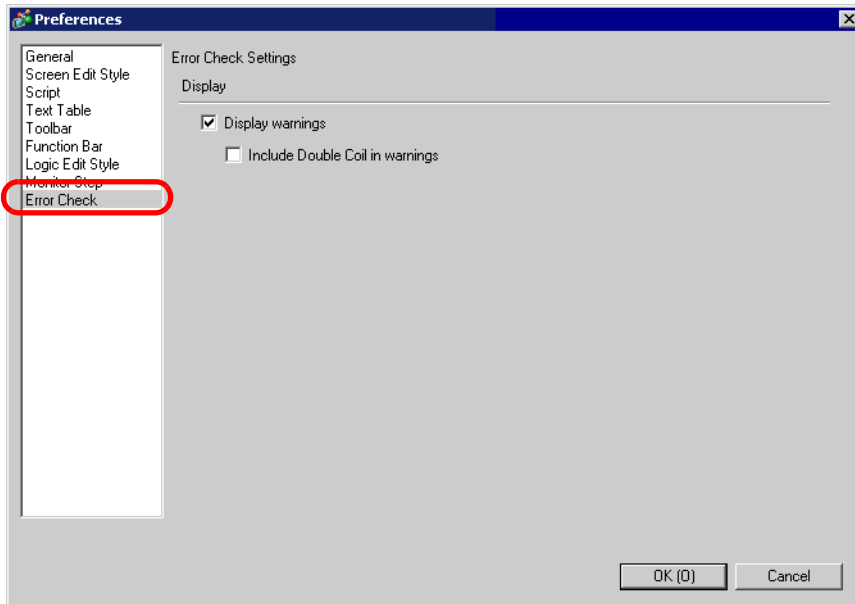 Preferences
General
Screen Edit Style
Script
Text Table
Toolbar
Function Bar
Logic Edit Style
Monitor Step
Error Check
Error Check Settings
Display
Display warnings
Include Double Coil in warnings
OK (O)
Cancel